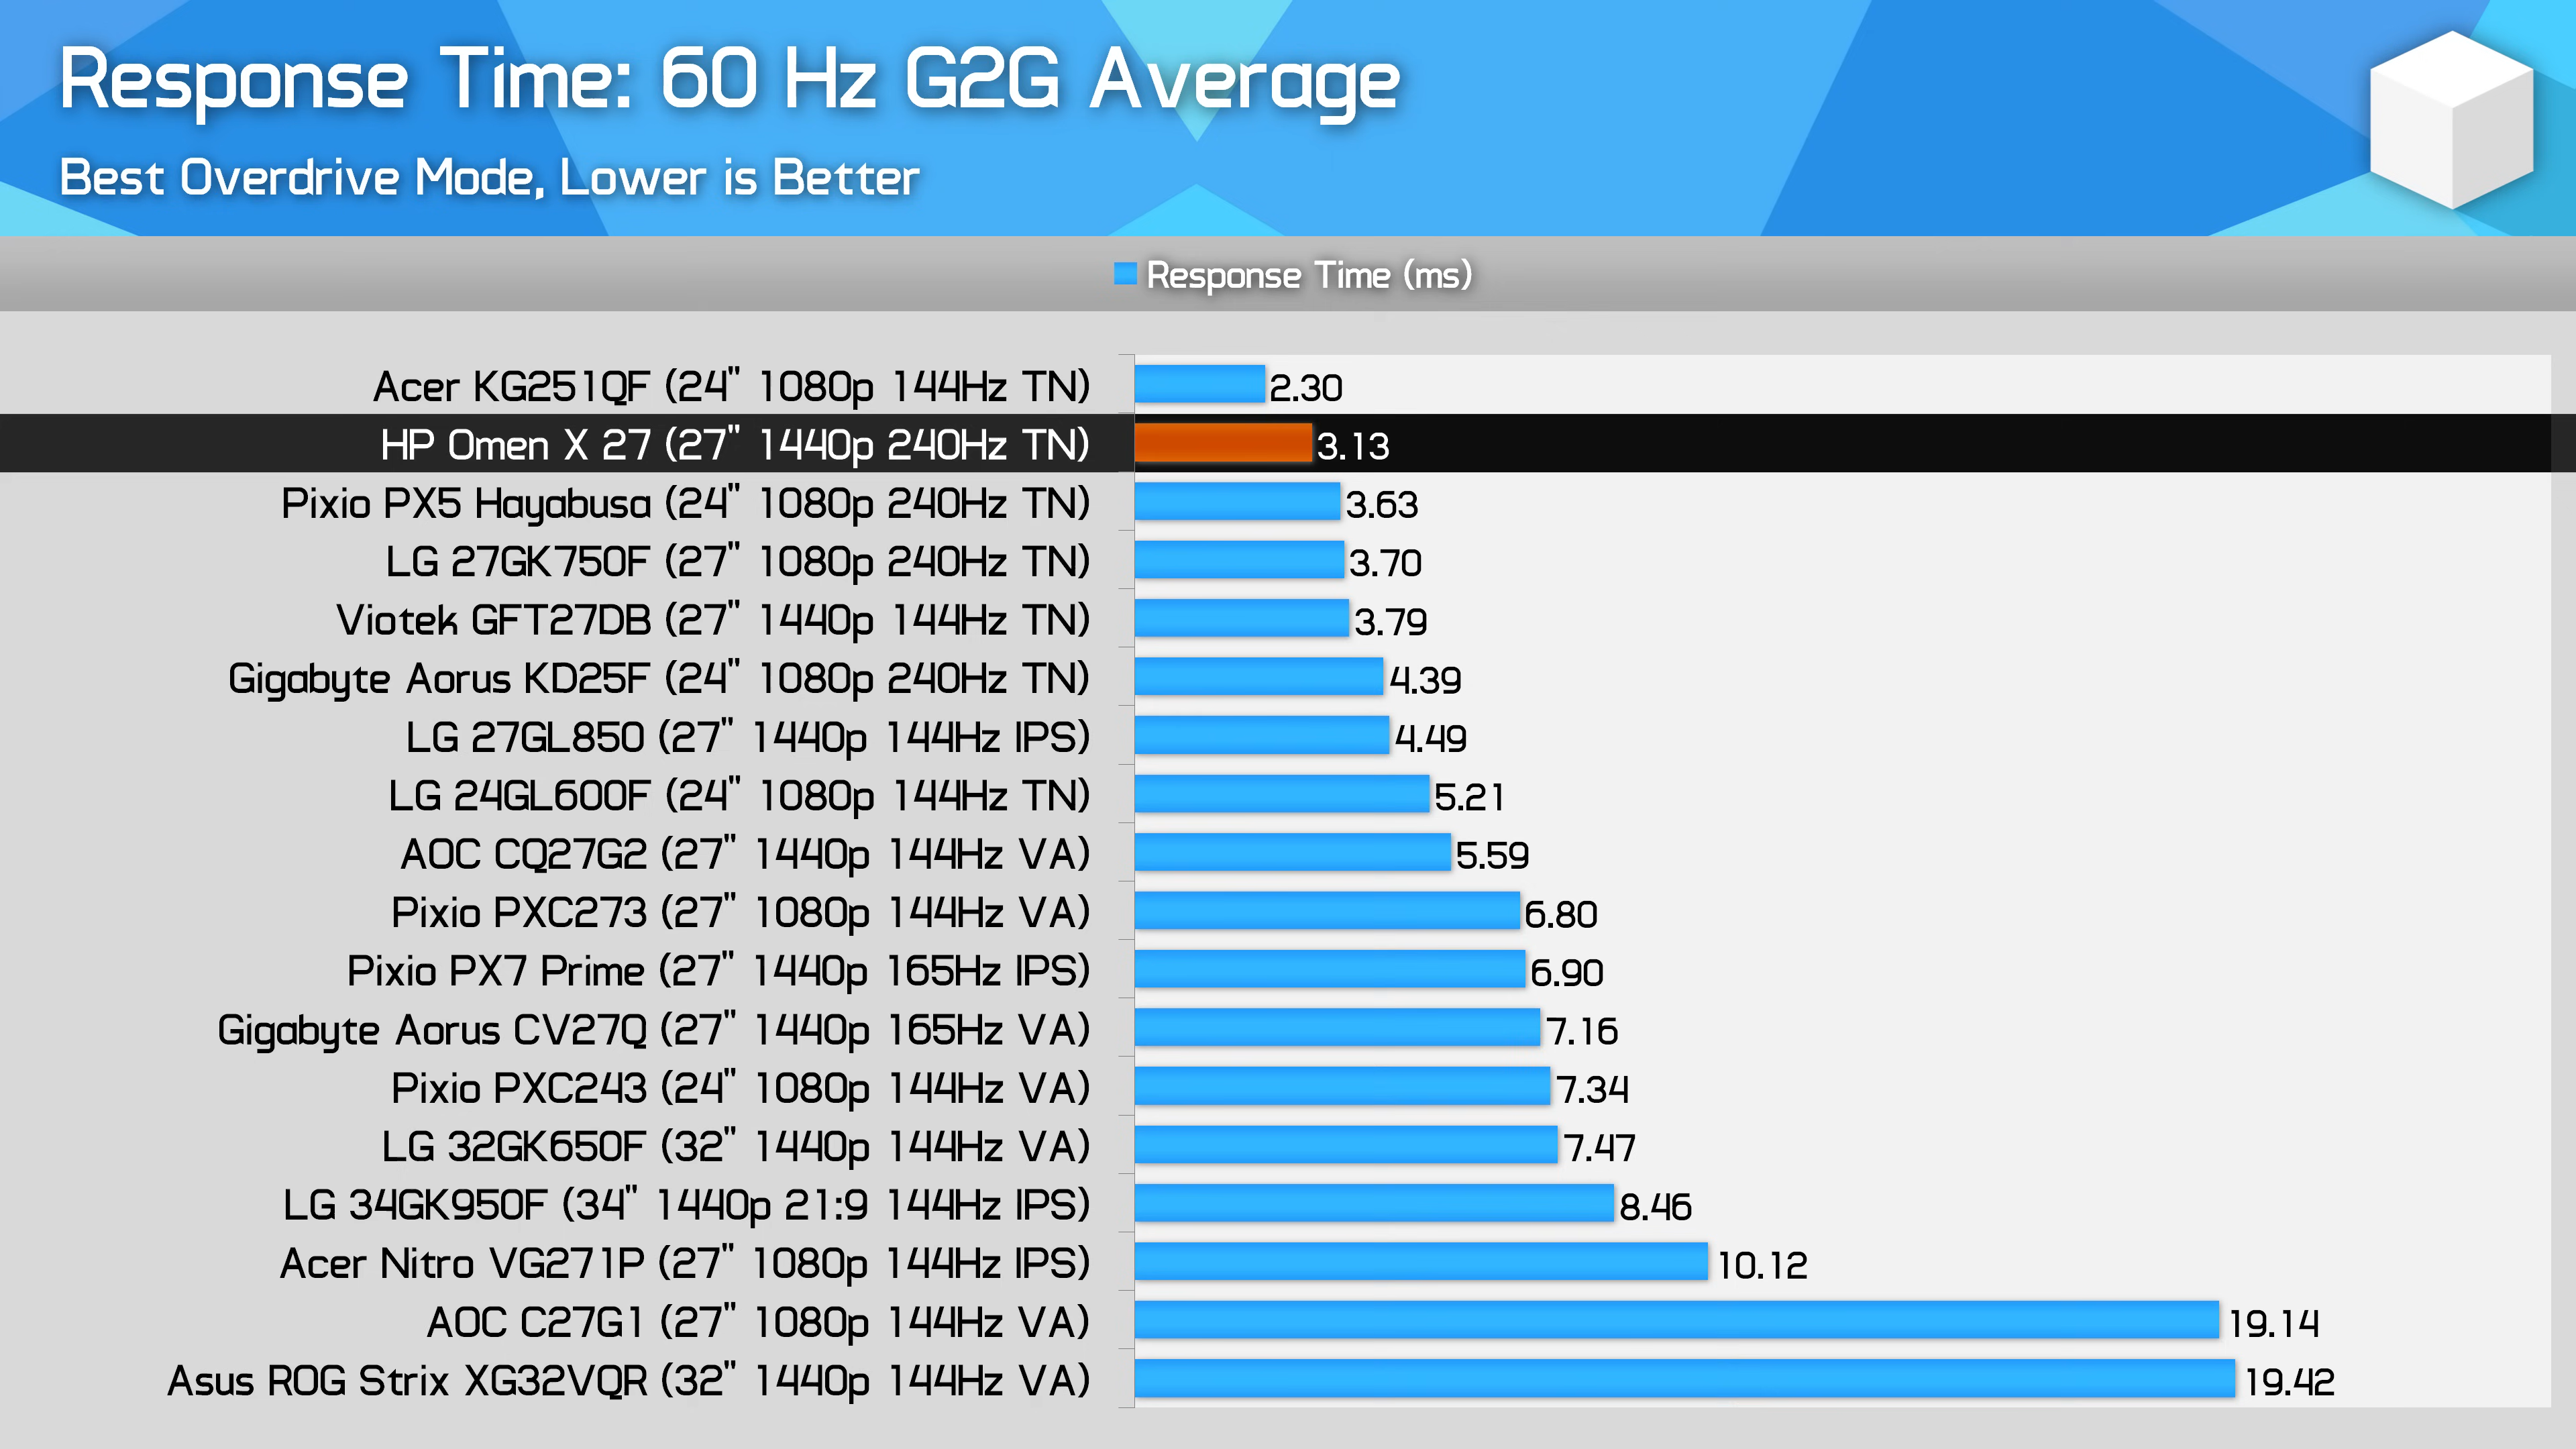 Response Time: 60 Hz G2G Average
Best Overdrive Mode, Lower is Better
Response Time (ms)
Acer KG251QF (24" 1080p 144Hz TN) 2.30
HP Omen X 27 (27" 1440p 240Hz TN) 3.13
Pixio PX5 Hayabusa (24" 1080p 240Hz TN) 3.63
LG 27GK750F (27" 1080p 240Hz TN) 3.70
Viotek GFT27DB (27" 1440p 144Hz TN) 3.79
Gigabyte Aorus KD25F (24" 1080p 240Hz TN) 4.39
LG 27GL850 (27" 1440p 144Hz IPS) 4.49
LG 24GL600F (24" 1080p 144Hz TN) 5.21
AOC CQ27G2 (27" 1440p 144Hz VA) 5.59
Pixio PXC273 (27" 1080p 144Hz VA) 6.80
Pixio PX7 Prime (27" 1440p 165Hz IPS) 6.90
Gigabyte Aorus CV27Q (27" 1440p 165Hz VA) 7.16
Pixio PXC243 (24" 1080p 144Hz VA) 7.34
LG 32GK650F (32" 1440p 144Hz VA) 7.47
LG 34GK950F (34" 1440p 21:9 144Hz IPS) 8.46
Acer Nitro VG271P (27" 1080p 144Hz IPS) 10.12
AOC C27G1 (27" 1080p 144Hz VA) 19.14
Asus ROG Strix XG32VQR (32" 1440p 144Hz VA) 19.42